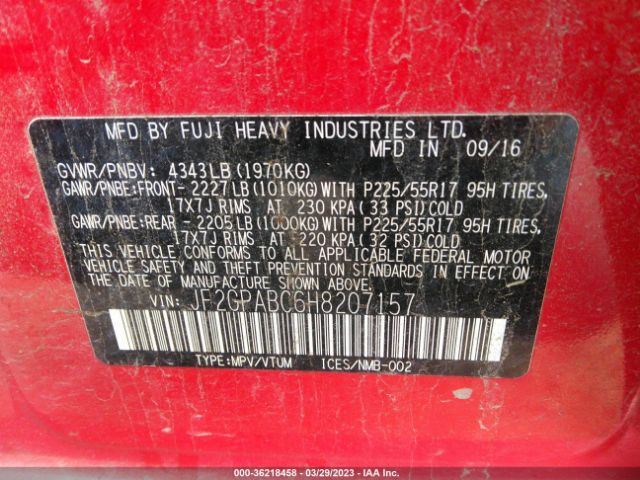 MFD BY FUJI HEAVY INDUSTRIES LTD.
MFD IN 09/16
GVWR/PNBV: 4343LB(1970KG)
GAWR/PNBE:FRONT-2227LB(1010KG)WITH P225/55R17 95H TIRES,
17X7J RIMS AT 230 KPA(33 PSI)COLD
GAWR/PNBE:REAR -2205LB(1000KG)WITH P225/55R17 95H TIRES,
17X7J RIMS AT 220 KPA(32 PSI)COLD
THIS VEHICLE CONFORMS TO ALL APPLICABLE FEDERAL MOTOR
VEHICLE SAFETY AND THEFT PREVENTION STANDARDS IN EFFECT
ON THE DATE OF MANUFACTURE SHOWN ABOVE.
VIN: JF2GPABC6H8207157
TYPE:MPV/VTUM ICES/NMB-002
000-36218458 - 03/29/2023 - IAA Inc.